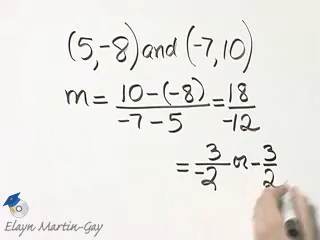 (5,-8) and (-7,10)
m = 10-(-8)/-7-5 = 18/-12
= 3/-2 or -3/2
Elayn Martin-Gay